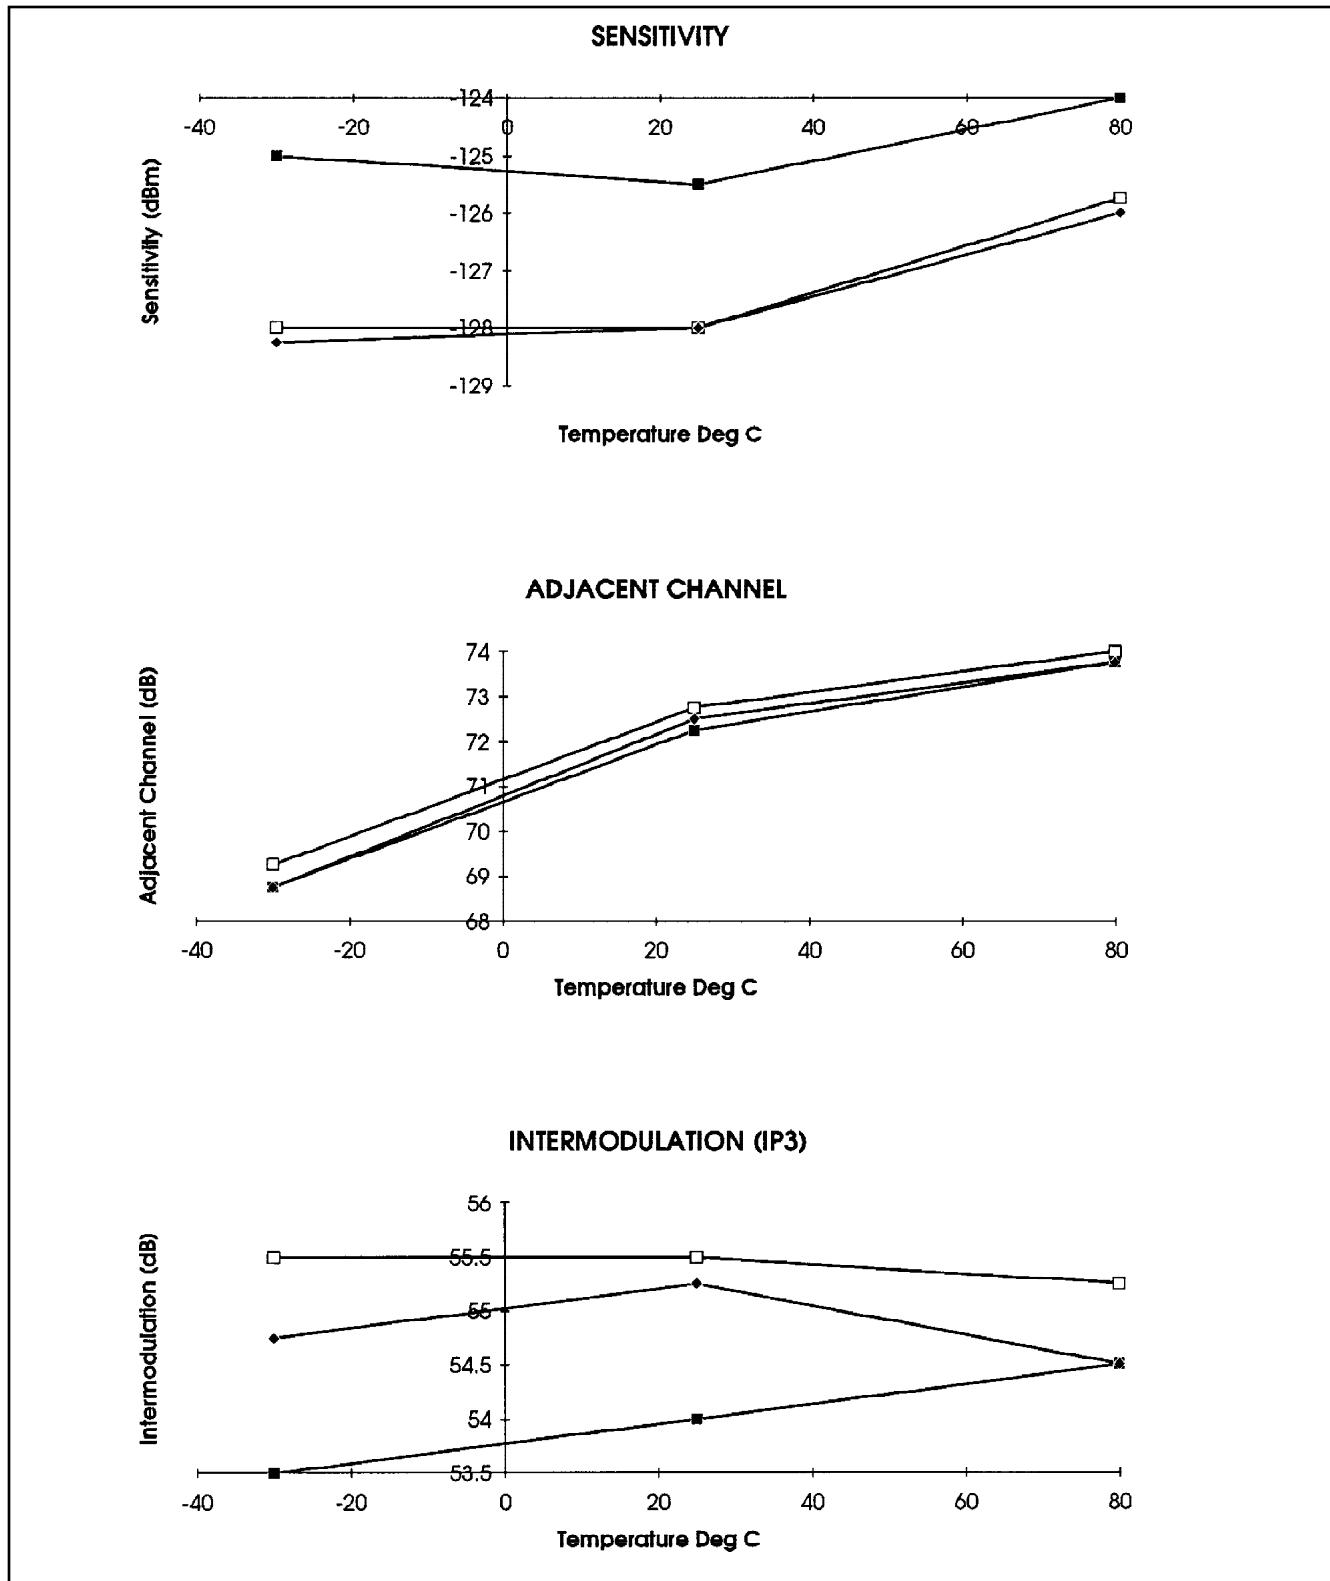 SENSITIVITY
-124
-40 -20 0 20 40 60 80
-125
-126
-127
-128
-129
Sensitivity (dBm)
Temperature Deg C
ADJACENT CHANNEL
74
73
72
71
70
69
68
-40 -20 0 20 40 60 80
Adjacent Channel (dB)
Temperature Deg C
INTERMODULATION (IP3)
56
55.5
55
54.5
54
53.5
-40 -20 0 20 40 60 80
Intermodulation (dB)
Temperature Deg C